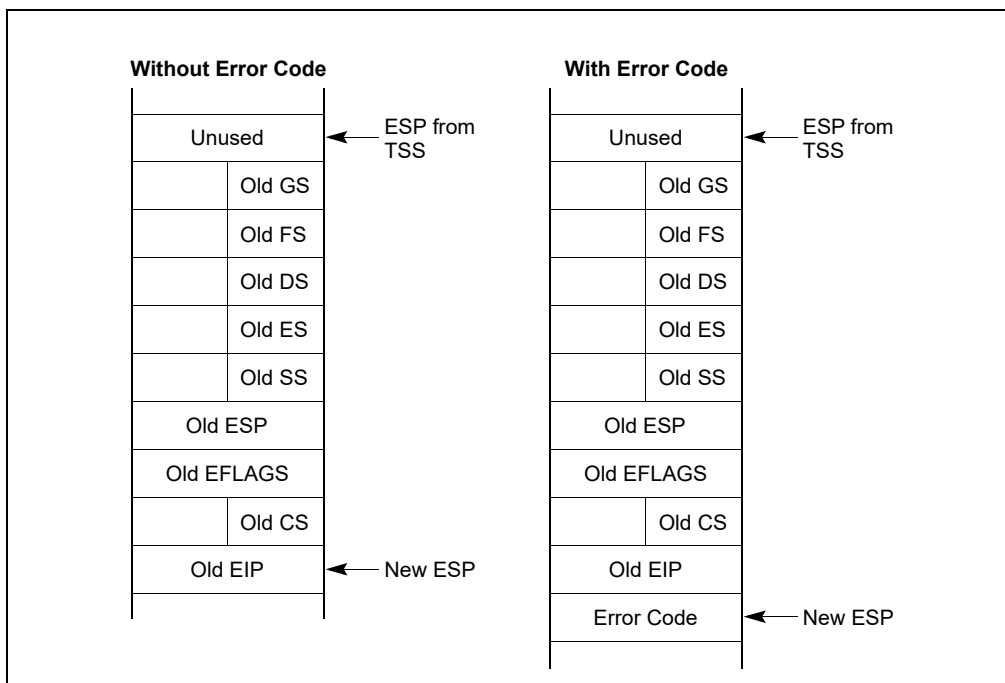 Without Error Code
Unused
ESP from
TSS
Old GS
Old FS
Old DS
Old ES
Old SS
Old ESP
Old EFLAGS
Old CS
Old EIP
New ESP
With Error Code
Unused
ESP from
TSS
Old GS
Old FS
Old DS
Old ES
Old SS
Old ESP
Old EFLAGS
Old CS
Old EIP
Error Code
New ESP